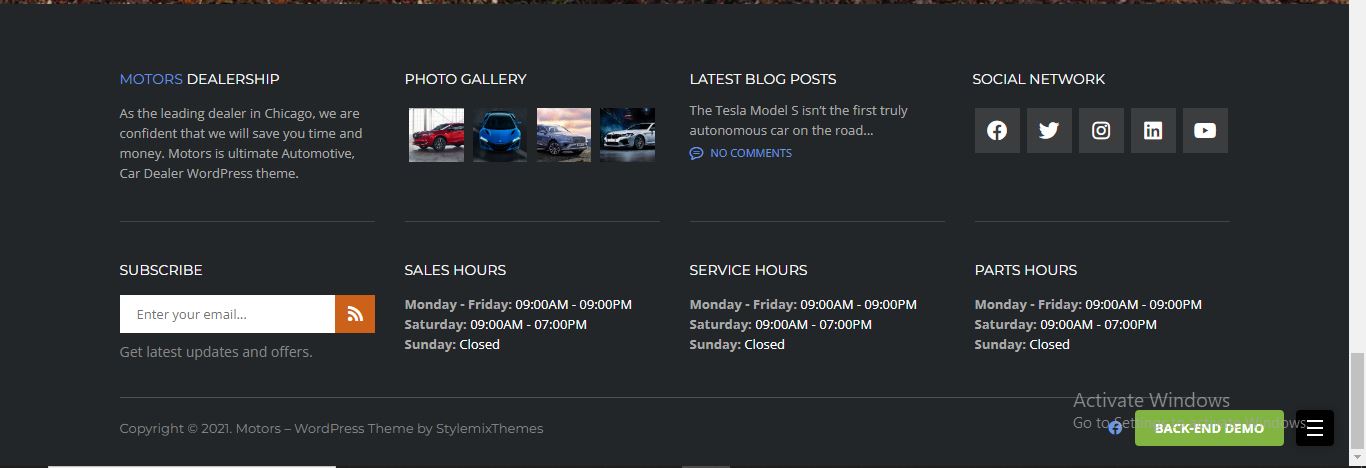 MOTORS DEALERSHIP
As the leading dealer in Chicago, we are
confident that we will save you time and
money. Motors is ultimate Automotive,
Car Dealer WordPress theme.
PHOTO GALLERY
LATEST BLOG POSTS
The Tesla Model S isn’t the first truly
autonomous car on the road...
NO COMMENTS
SOCIAL NETWORK
SUBSCRIBE
Enter your email...
Get latest updates and offers.
SALES HOURS
Monday - Friday: 09:00AM - 09:00PM
Saturday: 09:00AM - 07:00PM
Sunday: Closed
SERVICE HOURS
Monday - Friday: 09:00AM - 09:00PM
Saturday: 09:00AM - 07:00PM
Sunday: Closed
PARTS HOURS
Monday - Friday: 09:00AM - 09:00PM
Saturday: 09:00AM - 07:00PM
Sunday: Closed
Copyright © 2021. Motors – WordPress Theme by StylemixThemes
Activate Windows
Go to
BACK-END DEMO